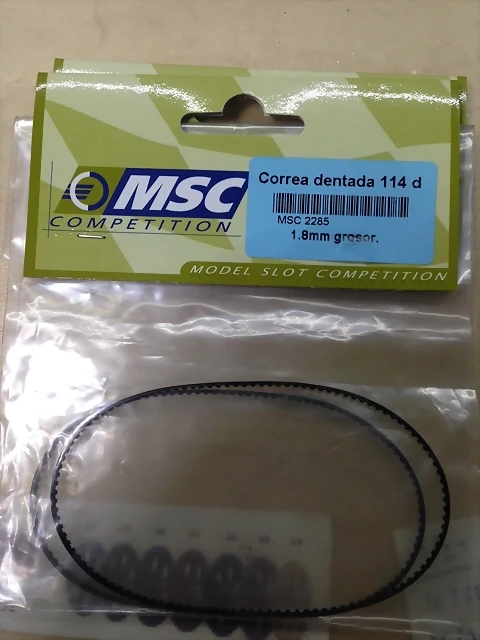 MSC
COMPETITION
Correa dentada 114 d
MSC 2285
1.8mm grosor.
MODEL SLOT COMPETITION